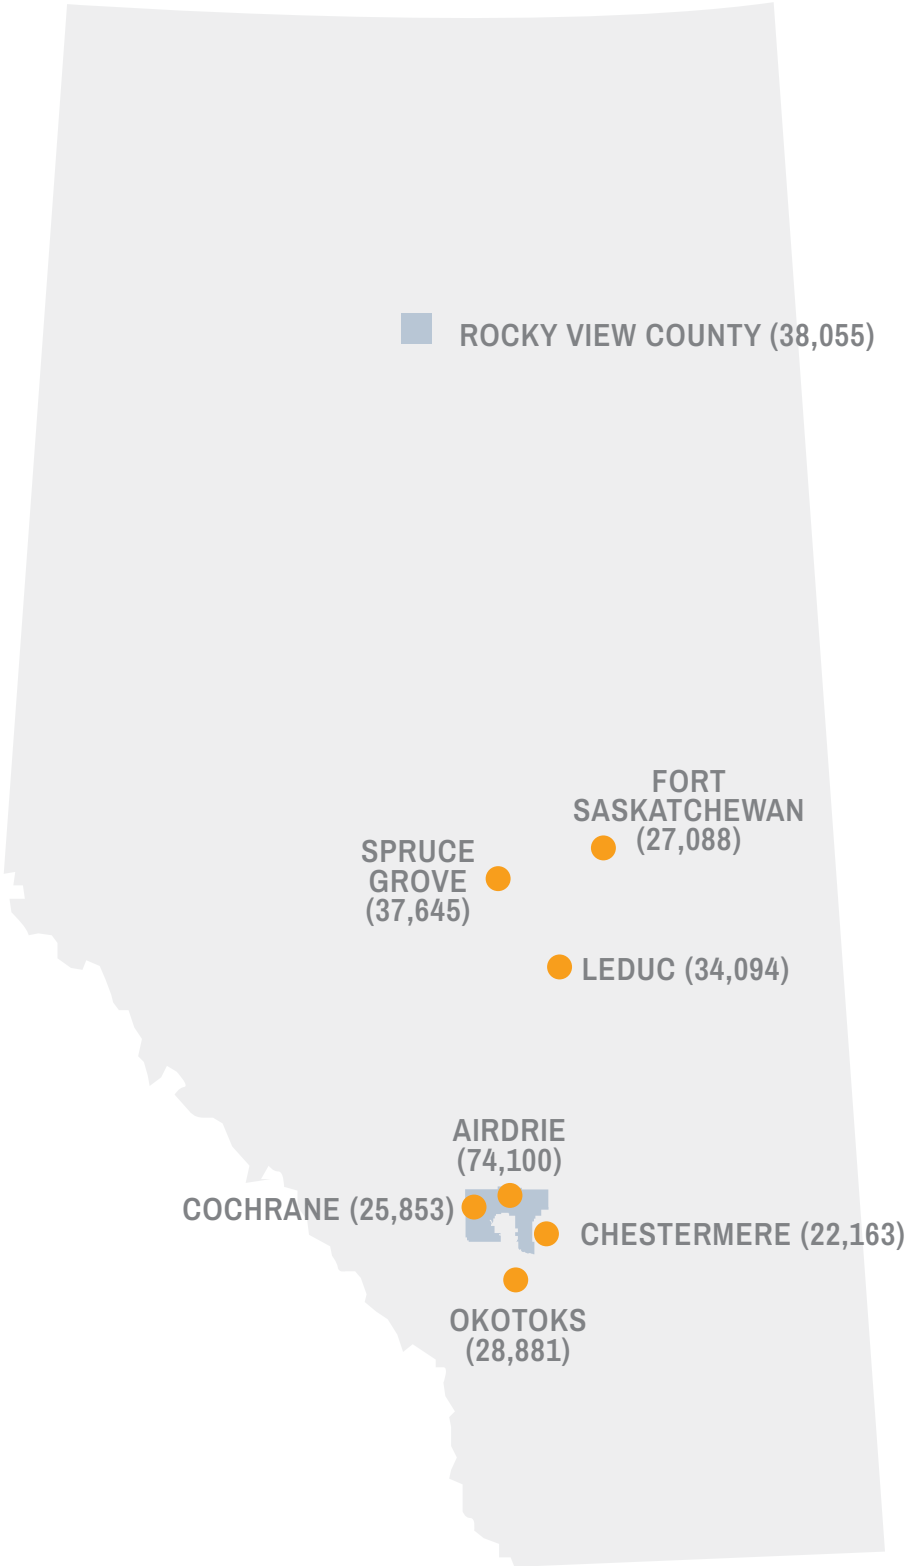 ROCKY VIEW COUNTY (38,055)
FORT
SASKATCHEWAN
(27,088)
SPRUCE
GROVE
(37,645)
LEDUC (34,094)
AIRDRIE
(74,100)
COCHRANE (25,853)
CHESTERMERE (22,163)
OKOTOKS
(28,881)